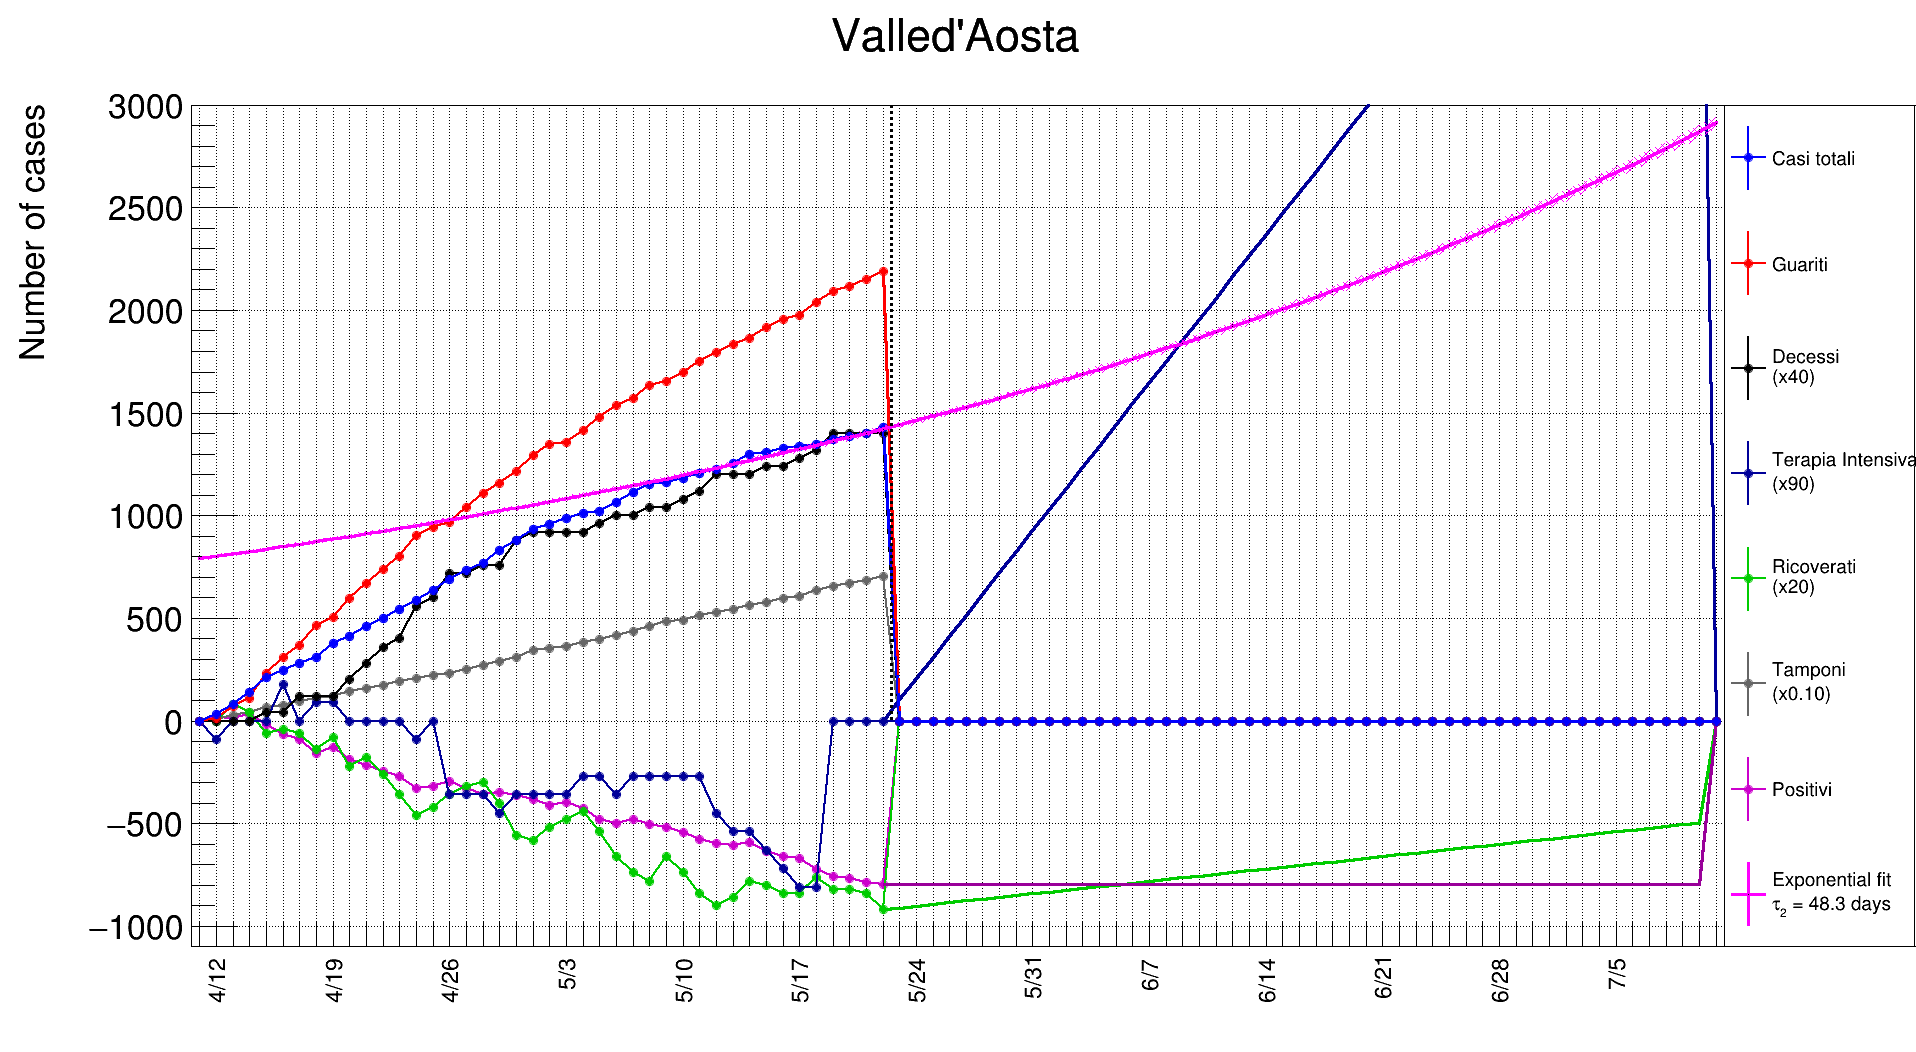 Valled'Aosta
Number of cases
3000
2500
2000
1500
1000
500
0
−500
−1000
4/12
4/19
4/26
5/3
5/10
5/17
5/24
5/31
6/7
6/14
6/21
6/28
7/5
Casi totali
Guariti
Decessi
(x40)
Terapia Intensiva
(x90)
Ricoverati
(x20)
Tamponi
(x0.10)
Positivi
Exponential fit
τ2 = 48.3 days